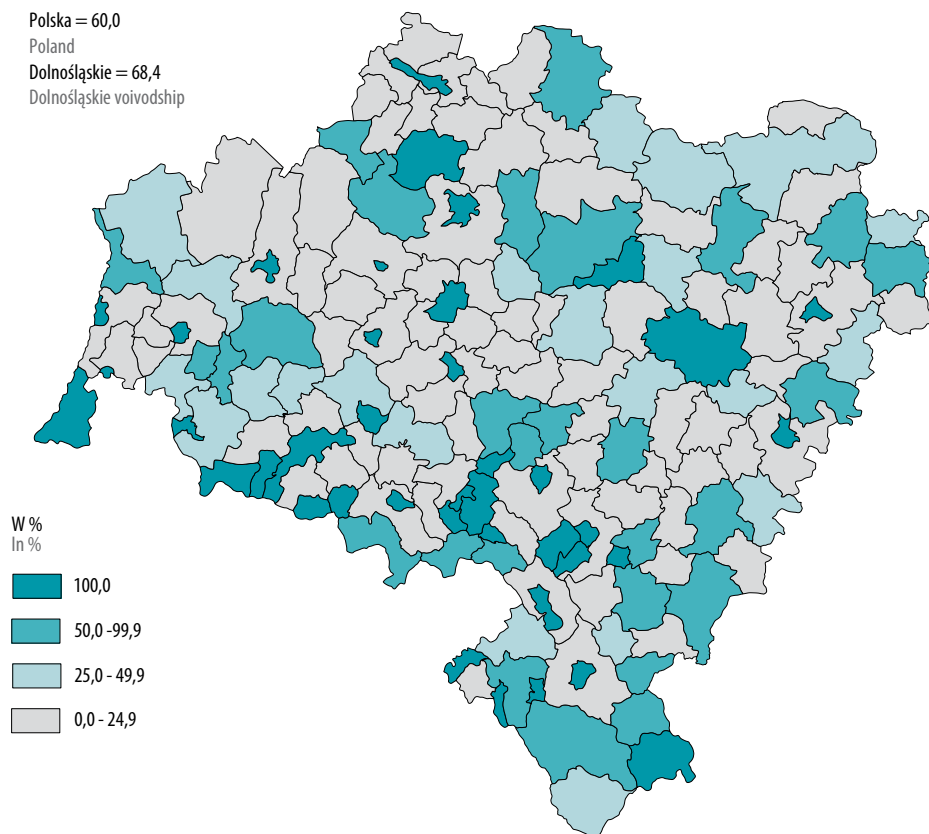 Polska = 60,0
Poland
Dolnośląskie = 68,4
Dolnośląskie voivodship
W %
In %
100,0
50,0 -99,9
25,0 - 49,9
0,0 - 24,9